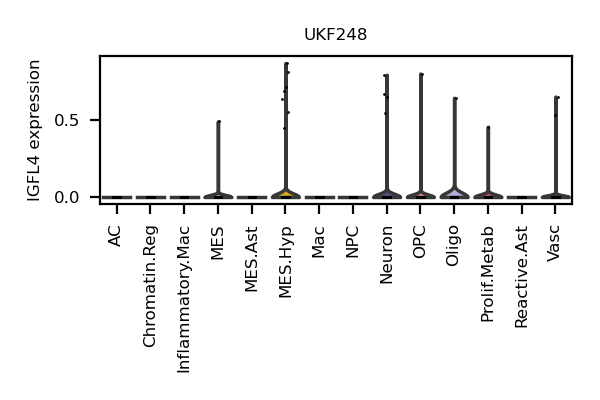 UKF248
IGFL4 expression
0.5
0.0
AC
Chromatin.Reg
Inflammatory.Mac
MES
MES.Ast
MES.Hyp
Mac
NPC
Neuron
OPC
Oligo
Prolif.Metab
Reactive.Ast
Vasc